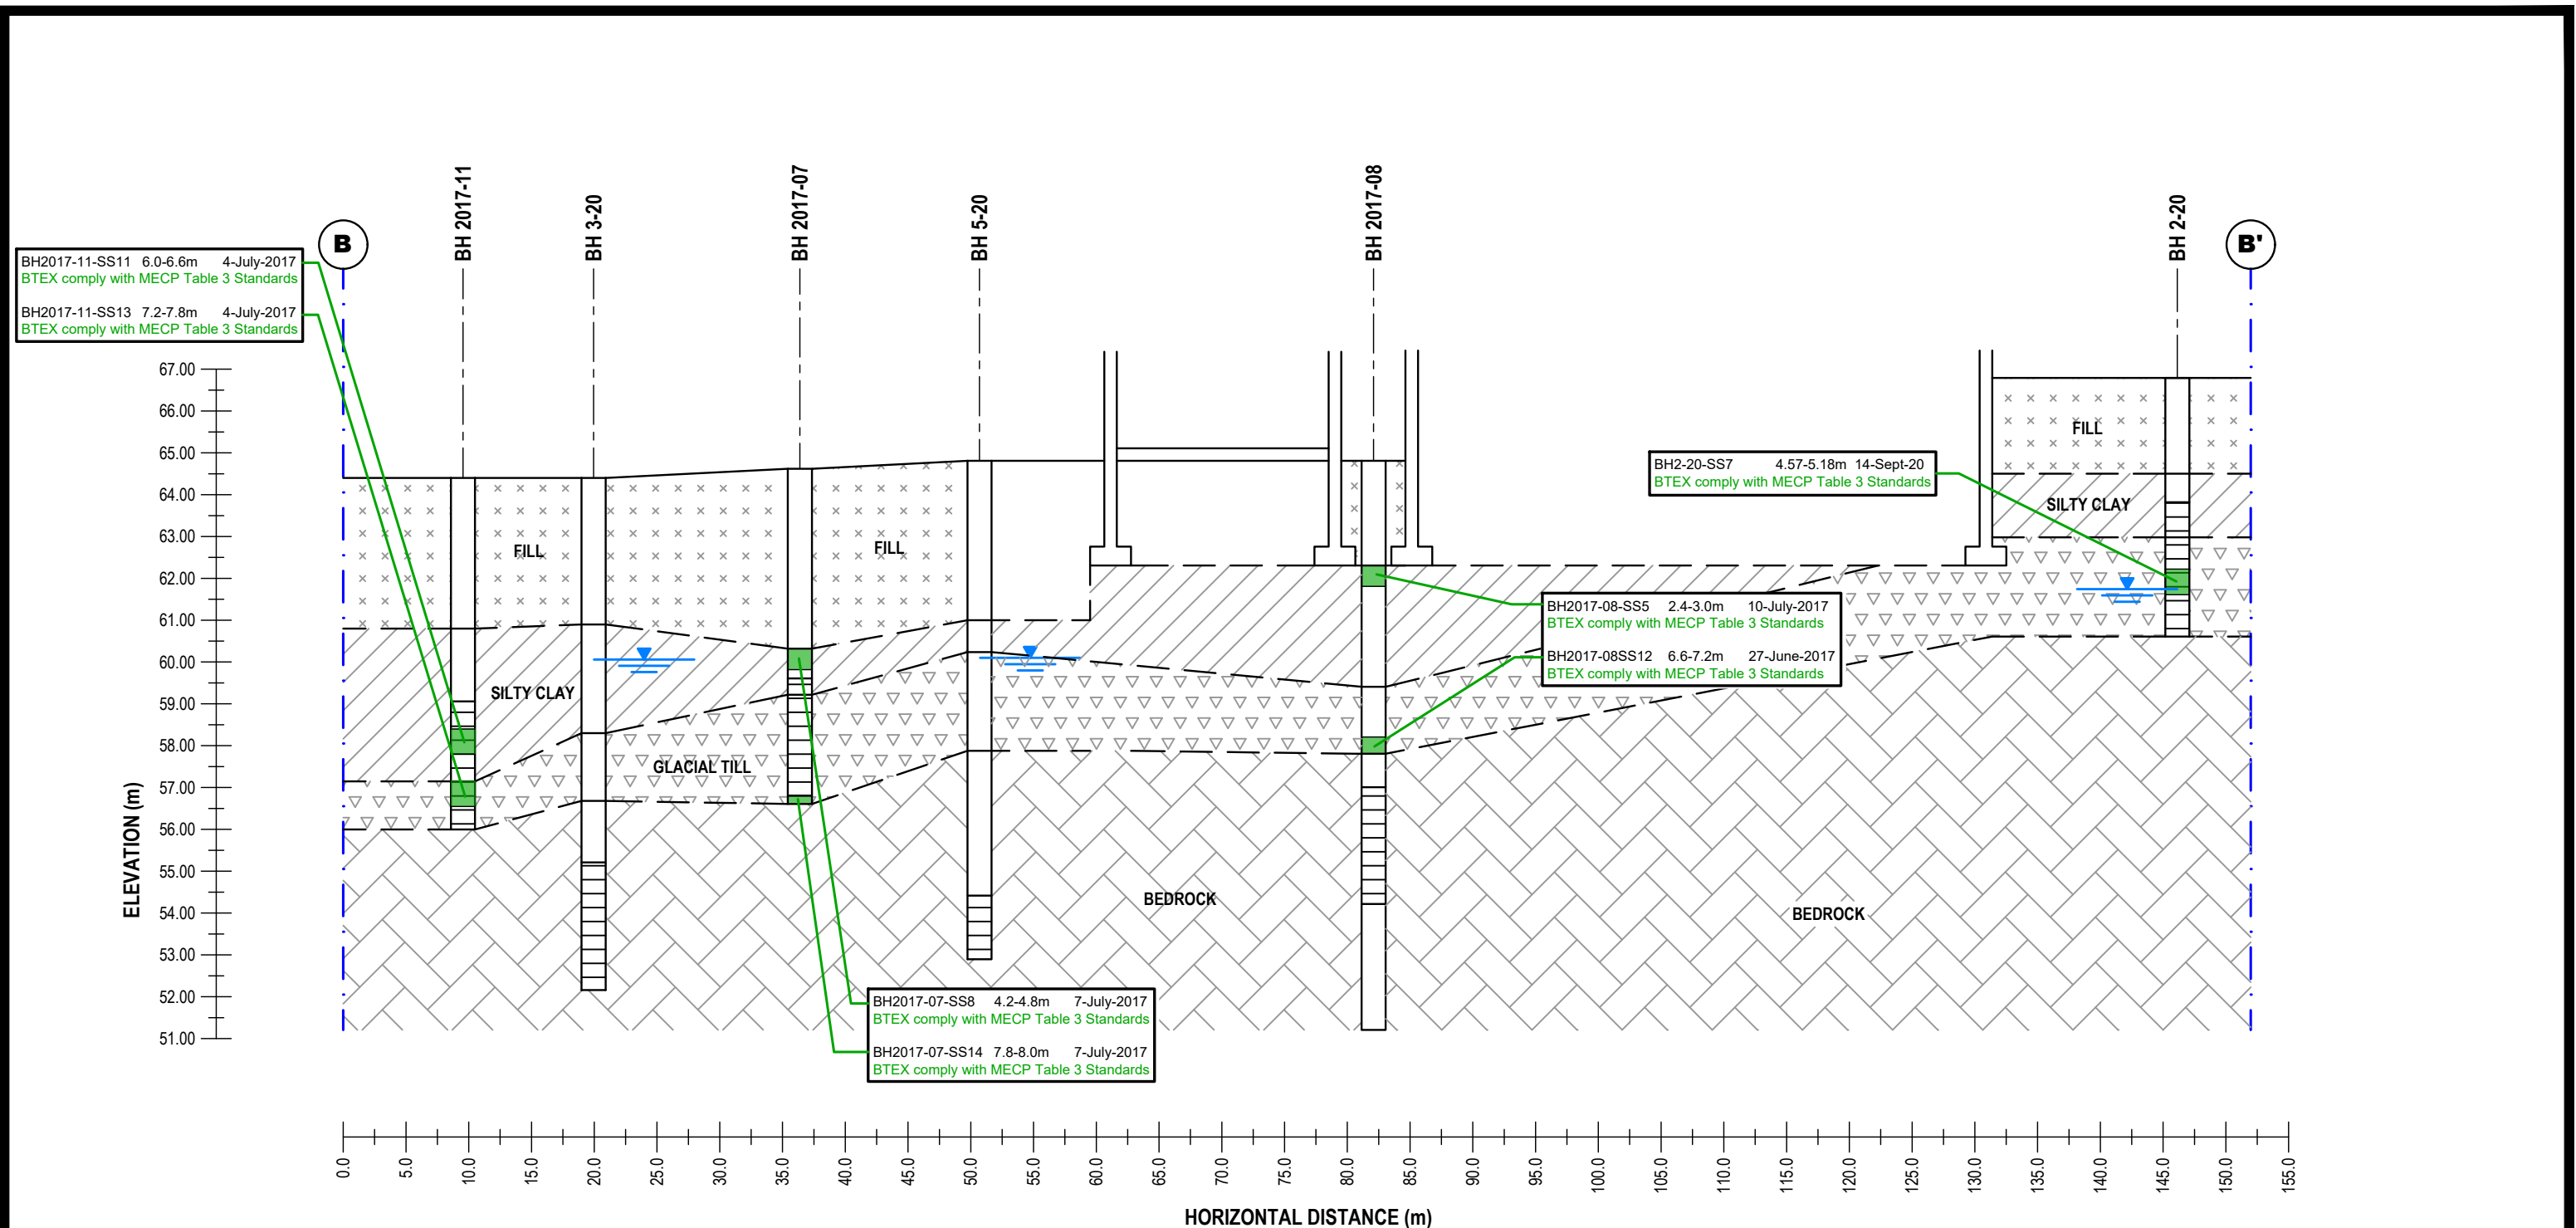 BH 2017-11
BH 3-20
BH 2017-07
BH 5-20
BH 2017-08
BH 2-20
B
B'
BH2017-11-SS11 6.0-6.6m 4-July-2017
BTEX comply with MECP Table 3 Standards
BH2017-11-SS13 7.2-7.8m 4-July-2017
BTEX comply with MECP Table 3 Standards
67.00
66.00
65.00
64.00
63.00
62.00
61.00
60.00
59.00
58.00
57.00
56.00
55.00
54.00
53.00
52.00
51.00
ELEVATION (m)
FILL
FILL
FILL
SILTY CLAY
SILTY CLAY
GLACIAL TILL
BEDROCK
BEDROCK
BH2-20-SS7 4.57-5.18m 14-Sept-20
BTEX comply with MECP Table 3 Standards
BH2017-08-SS5 2.4-3.0m 10-July-2017
BTEX comply with MECP Table 3 Standards
BH2017-08SS12 6.6-7.2m 27-June-2017
BTEX comply with MECP Table 3 Standards
BH2017-07-SS8 4.2-4.8m 7-July-2017
BTEX comply with MECP Table 3 Standards
BH2017-07-SS14 7.8-8.0m 7-July-2017
BTEX comply with MECP Table 3 Standards
0.0
5.0
10.0
15.0
20.0
25.0
30.0
35.0
40.0
45.0
50.0
55.0
60.0
65.0
70.0
75.0
80.0
85.0
90.0
95.0
100.0
105.0
110.0
115.0
120.0
125.0
130.0
135.0
140.0
145.0
150.0
155.0
HORIZONTAL DISTANCE (m)